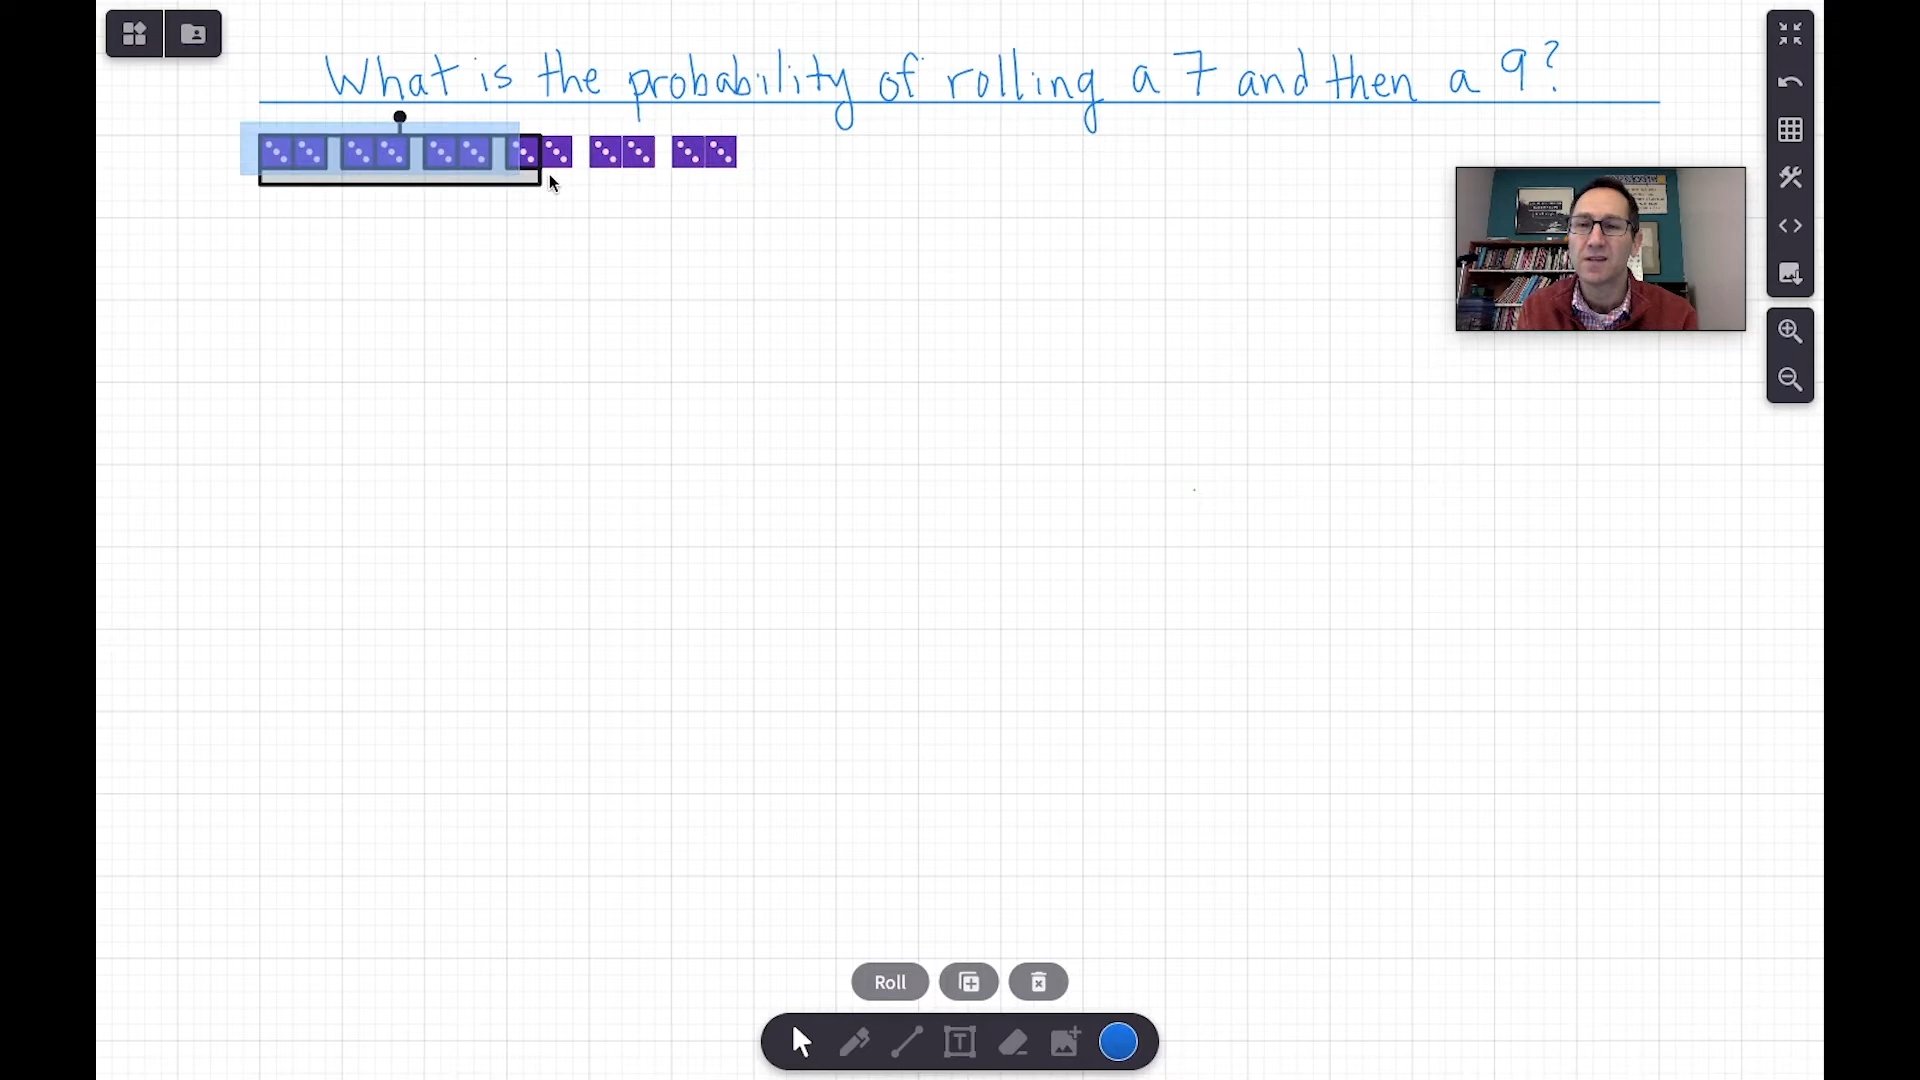 What is the probability of rolling a 7 and then a 9?
Roll
T